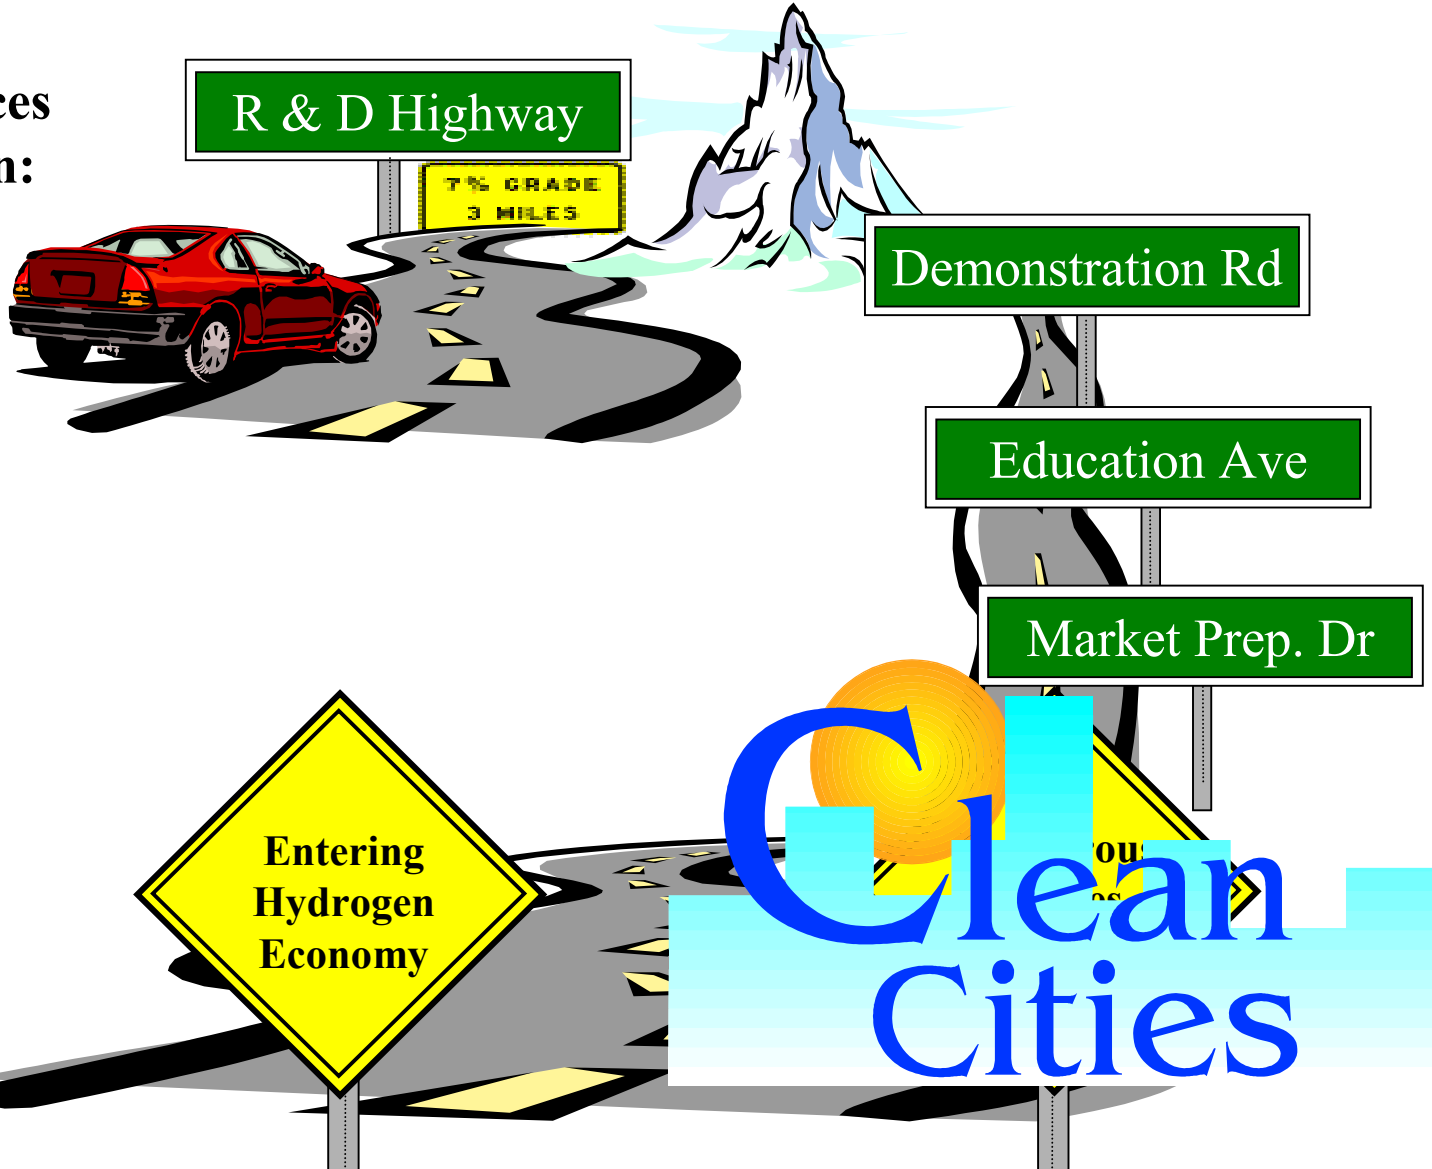 R & D Highway
7% GRADE
3 MILES
Demonstration Rd
Education Ave
Market Prep. Dr
Entering
Hydrogen
Economy
Clean
Cities